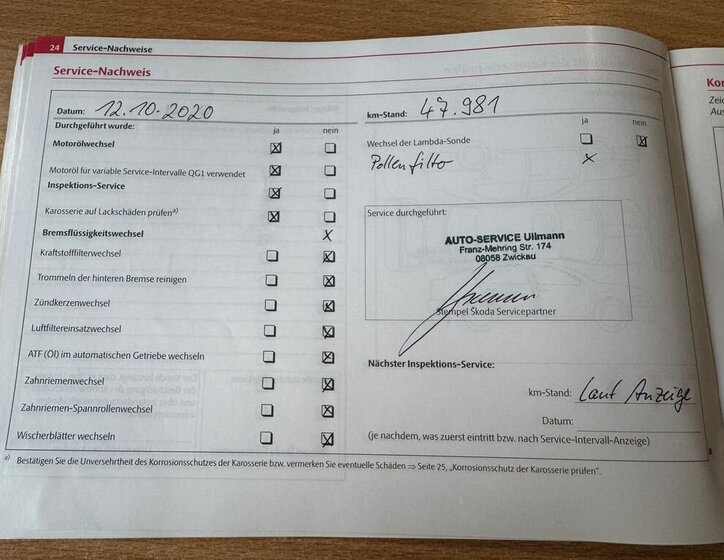 24 Service-Nachweise
Service-Nachweis
Datum: 12.10.2020
Durchgeführt wurde: ja nein
Motorölwechsel
Motoröl für variable Service-Intervalle QG1 verwendet
Inspektions-Service
Karosserie auf Lackschäden prüfen a)
Bremsflüssigkeitswechsel
Kraftstofffilterwechsel
Trommeln der hinteren Bremse reinigen
Zündkerzenwechsel
Luftfiltereinsatzwechsel
ATF (Öl) im automatischen Getriebe wechseln
Zahnriemenwechsel
Zahnriemen-Spannrollenwechsel
Wischerblätter wechseln
km-Stand: 47.981
ja nein
Wechsel der Lambda-Sonde
Pollenfilter
Service durchgeführt:
AUTO-SERVICE Ullmann
Franz-Mehring Str. 174
08058 Zwickau
Stempel Škoda Servicepartner
Nächster Inspektions-Service:
km-Stand: Laut Anzeige
Datum:
(je nachdem, was zuerst eintritt bzw. nach Service-Intervall-Anzeige)
a) Bestätigen Sie die Unversehrtheit des Korrosionsschutzes der Karosserie bzw. vermerken Sie eventuelle Schäden ⇒ Seite 25, „Korrosionsschutz der Karosserie prüfen".